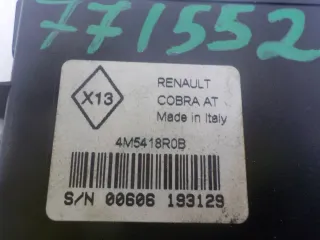 771552
X13
RENAULT
COBRA AT
Made in Italy
4M5418R0B
S/N 00606 193129